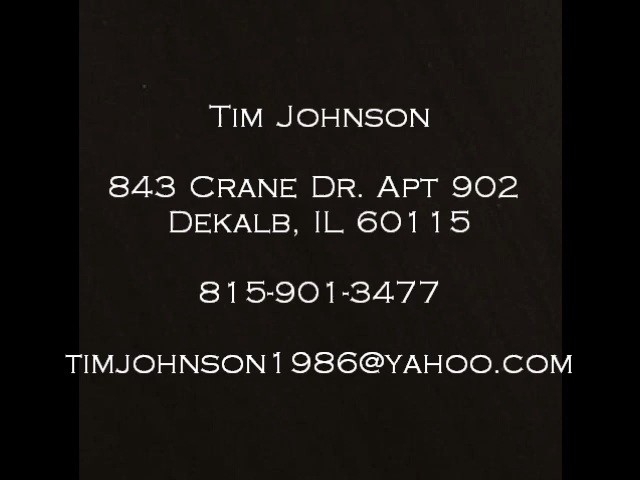 Tim Johnson
843 Crane Dr. Apt 902
Dekalb, IL 60115
815-901-3477
timjohnson1986@yahoo.com